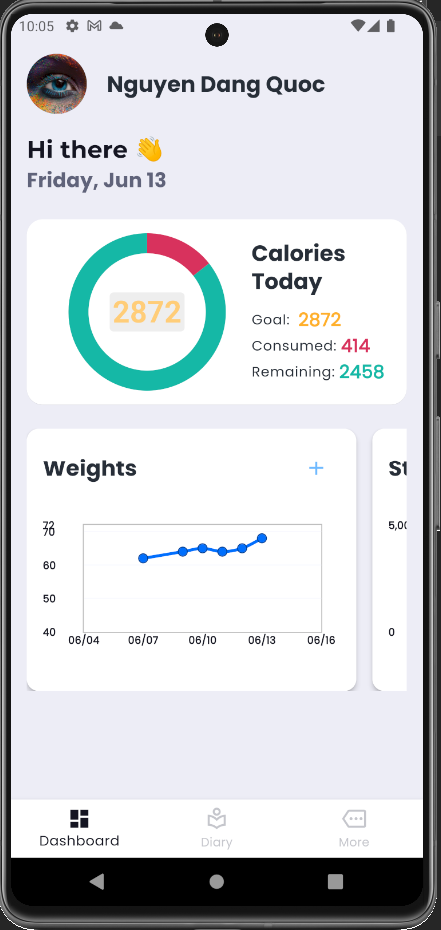 10:05
Nguyen Dang Quoc
Hi there 👋
Friday, Jun 13
2872
Calories
Today
Goal: 2872
Consumed: 414
Remaining: 2458
Weights +
72
70
60
50
40
06/04 06/07 06/10 06/13 06/16
St
5,00
0
Dashboard Diary More